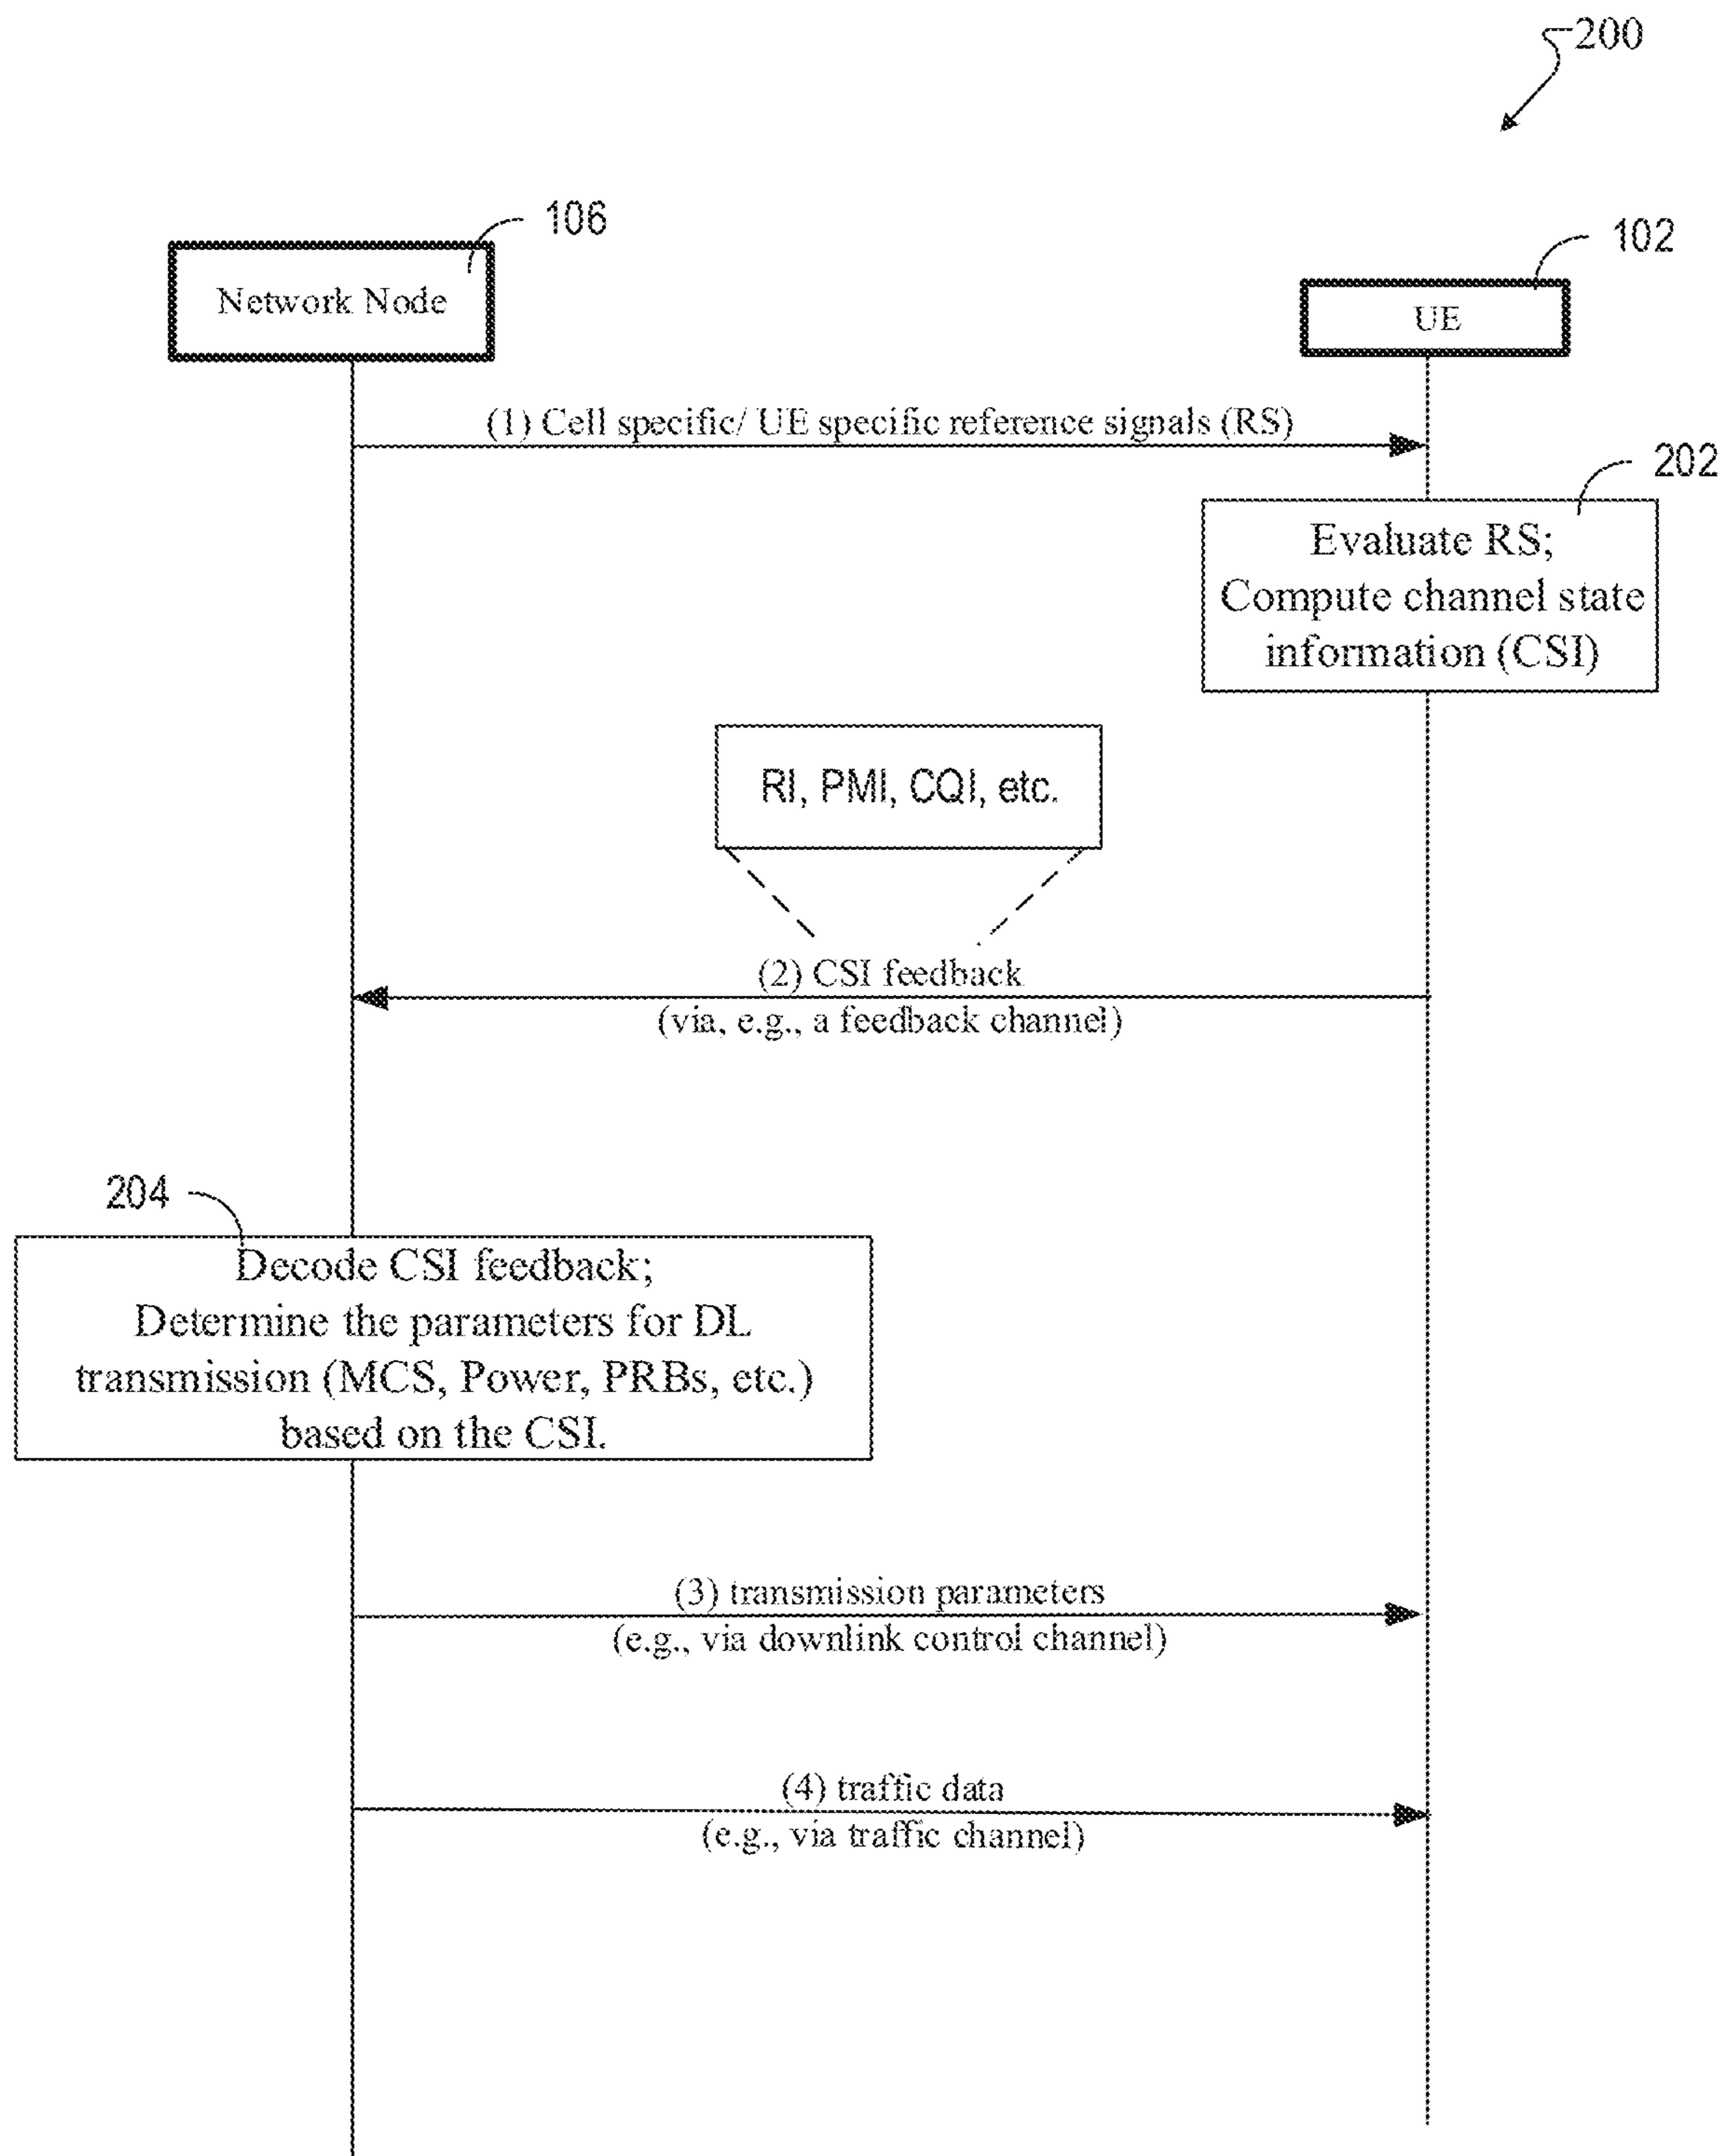 200
106
Network Node
102
UE
(1) Cell specific/ UE specific reference signals (RS)
202
Evaluate RS;
Compute channel state
information (CSI)
RI, PMI, CQI, etc.
(2) CSI feedback
(via, e.g., a feedback channel)
204
Decode CSI feedback;
Determine the parameters for DL
transmission (MCS, Power, PRBs, etc.)
based on the CSI.
(3) transmission parameters
(e.g., via downlink control channel)
(4) traffic data
(e.g., via traffic channel)